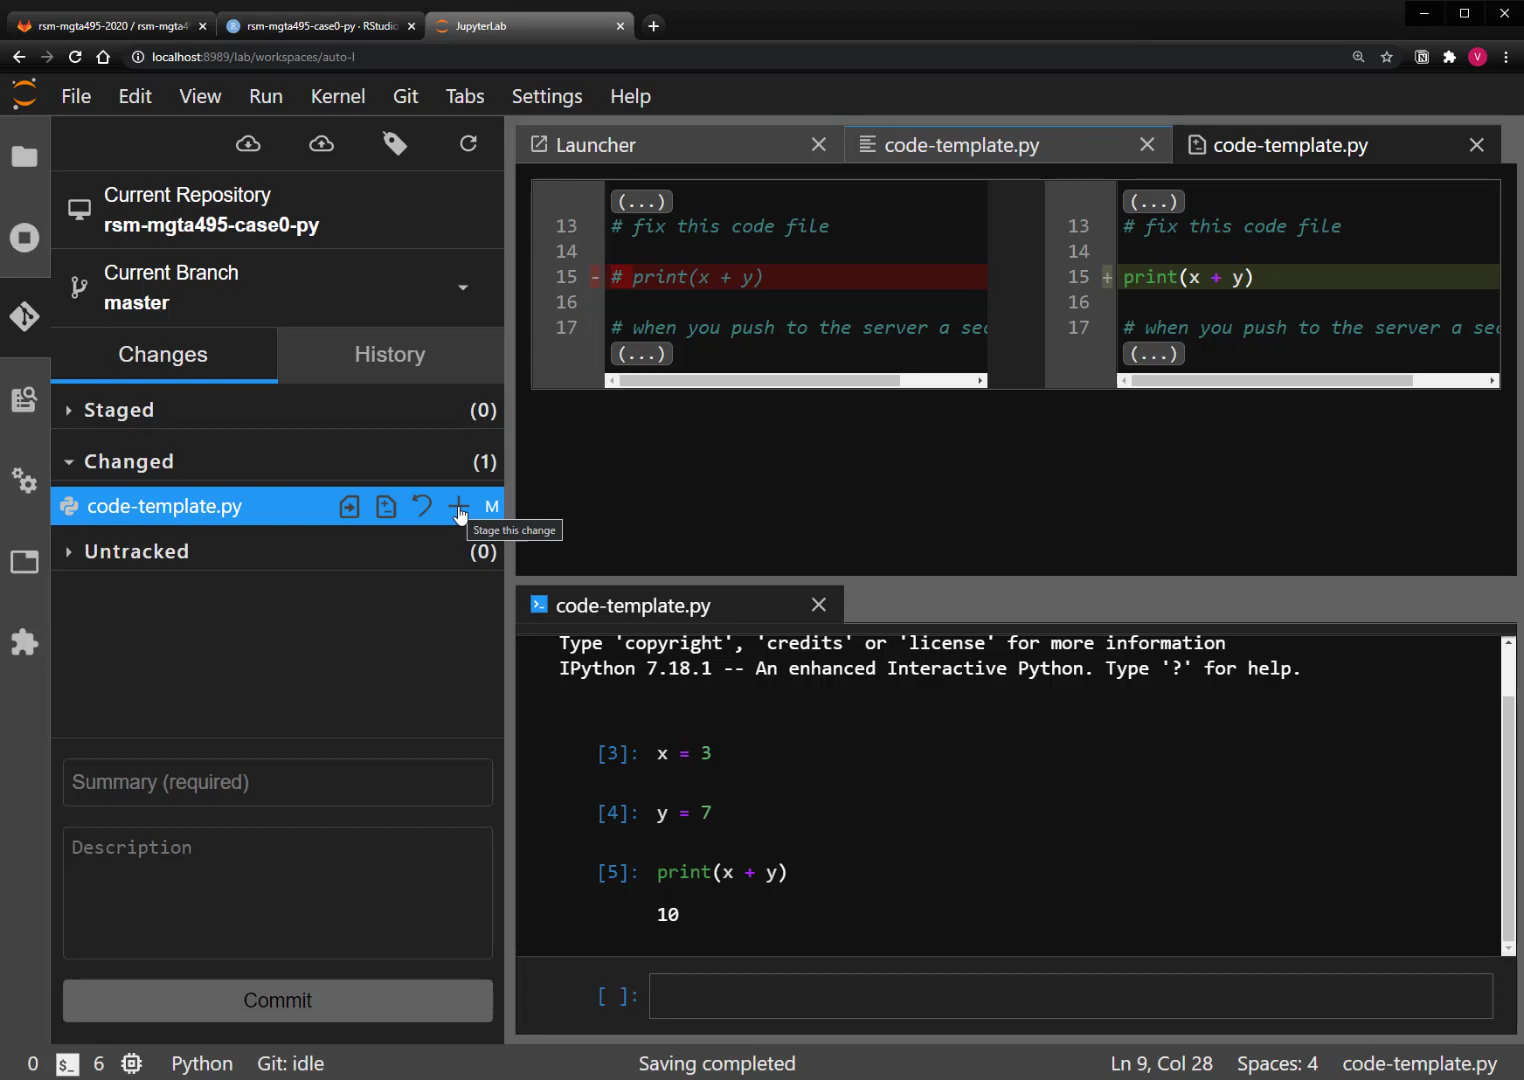 rsm-mgta495-2020 / rsm-mgta4
rsm-mgta495-case0-py · RStudio
JupyterLab
localhost:8989/lab/workspaces/auto-l
V
File Edit View Run Kernel Git Tabs Settings Help
Current Repository
rsm-mgta495-case0-py
Current Branch
master
Changes
History
Staged (0)
Changed (1)
code-template.py M
Stage this change
Untracked (0)
Summary (required)
Description
Commit
Launcher
code-template.py
code-template.py
(...)
13 # fix this code file
14
15 - # print(x + y)
16
17 # when you push to the server a sec
(...)
(...)
13 # fix this code file
14
15 + print(x + y)
16
17 # when you push to the server a sec
(...)
code-template.py
Type 'copyright', 'credits' or 'license' for more information
IPython 7.18.1 -- An enhanced Interactive Python. Type '?' for help.
[3]: x = 3
[4]: y = 7
[5]: print(x + y)
10
[ ]:
0 $_ 6 Python Git: idle Saving completed Ln 9, Col 28 Spaces: 4 code-template.py